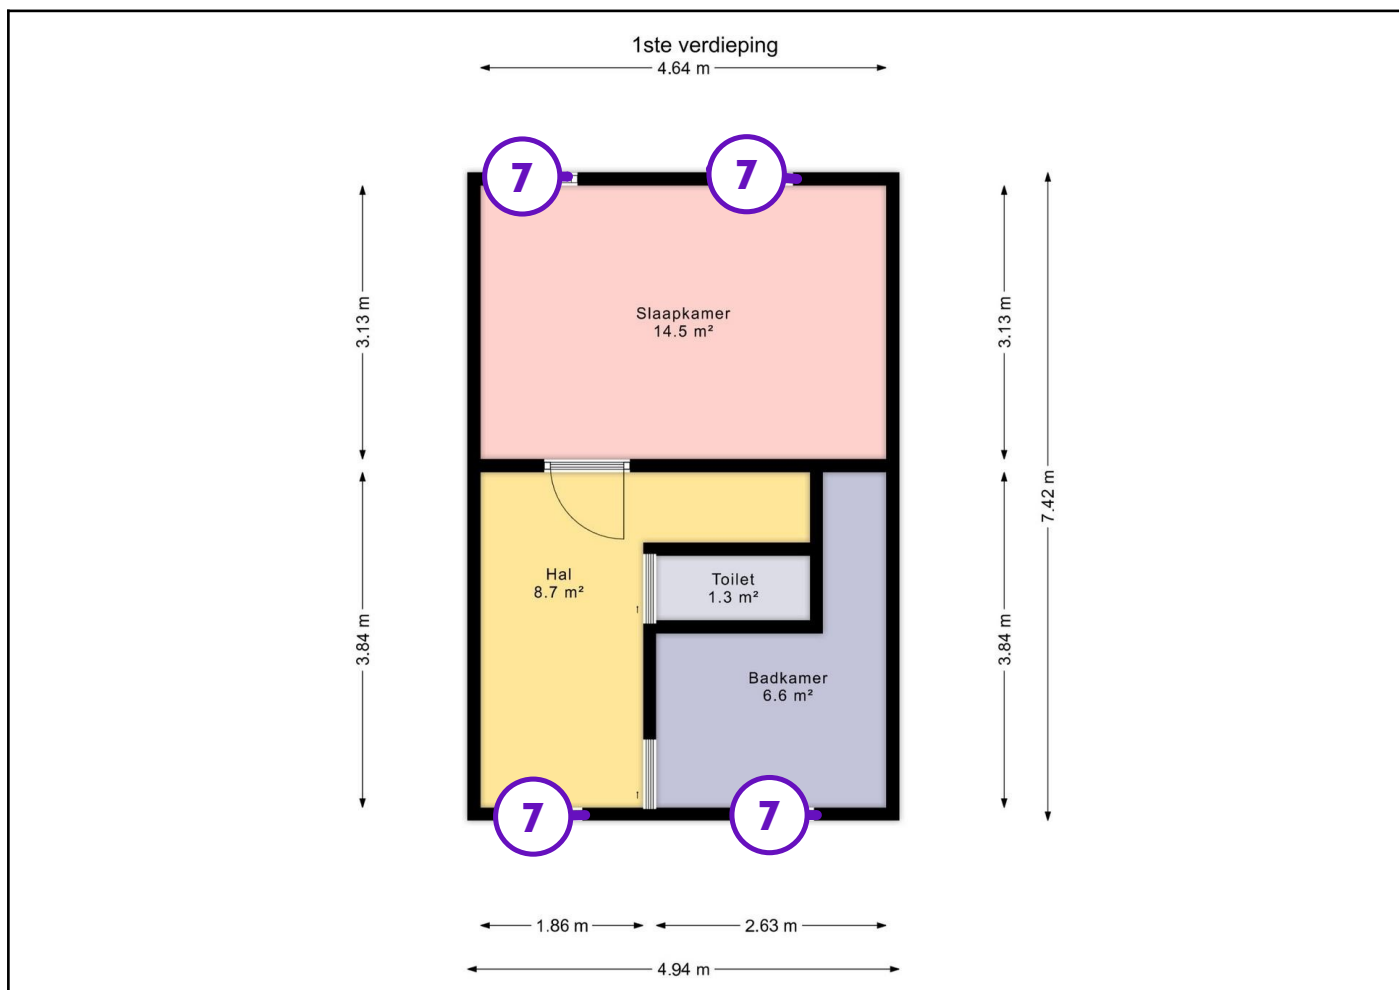 1ste verdieping
4.64 m
7
7
3.13 m
3.13 m
Slaapkamer
14.5 m²
7.42 m
Hal
8.7 m²
Toilet
1.3 m²
3.84 m
3.84 m
Badkamer
6.6 m²
7
7
1.86 m
2.63 m
4.94 m